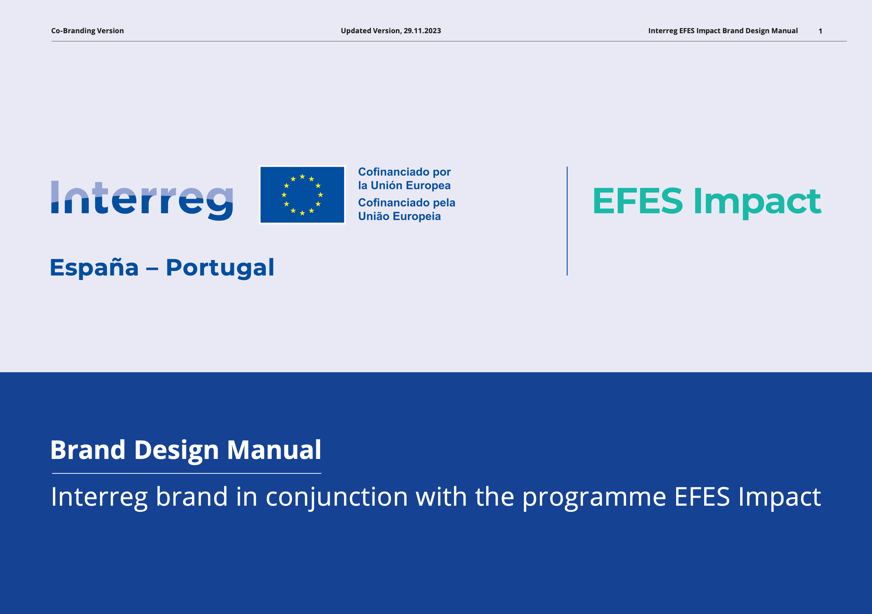 Co-Branding Version
Updated Version, 29.11.2023
Interreg EFES Impact Brand Design Manual
1
Interreg
Cofinanciado por
la Unión Europea
Cofinanciado pela
União Europeia
España – Portugal
EFES Impact
Brand Design Manual
Interreg brand in conjunction with the programme EFES Impact